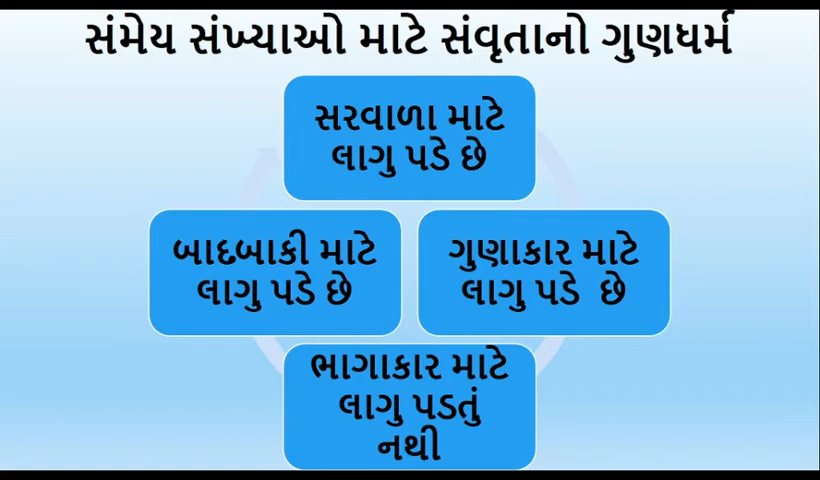 સંમેય સંખ્યાઓ માટે સંવૃતાનો ગુણધર્મ
સરવાળા માટે
લાગુ પડે છે
બાદબાકી માટે
લાગુ પડે છે
ગુણાકાર માટે
લાગુ પડે છે
ભાગાકાર માટે
લાગુ પડતું
નથી